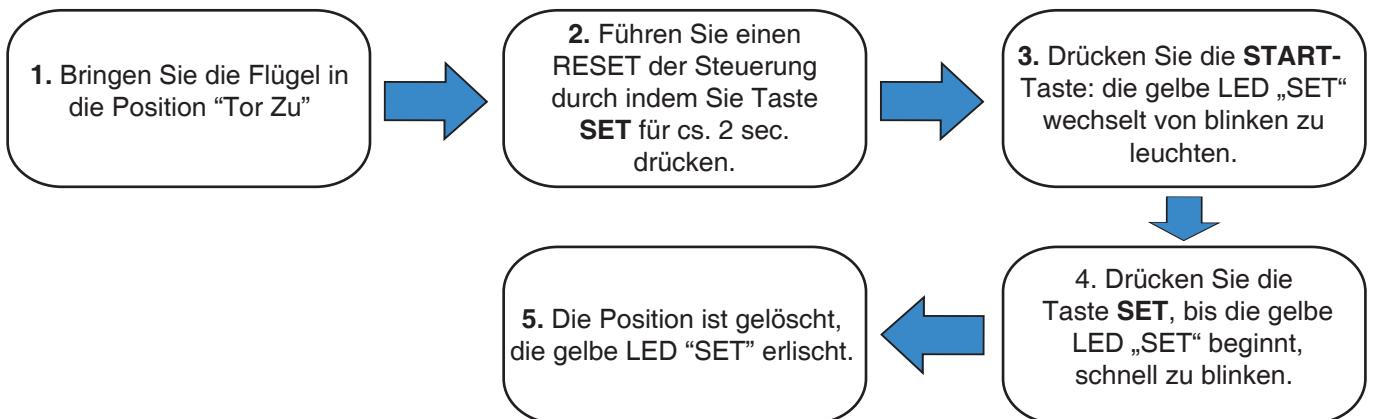 1. Bringen Sie die Flügel in
die Position “Tor Zu”
2. Führen Sie einen
RESET der Steuerung
durch indem Sie Taste
SET für cs. 2 sec.
drücken.
3. Drücken Sie die START-
Taste: die gelbe LED „SET“
wechselt von blinken zu
leuchten.
4. Drücken Sie die
Taste SET, bis die gelbe
LED „SET“ beginnt,
schnell zu blinken.
5. Die Position ist gelöscht,
die gelbe LED “SET” erlischt.